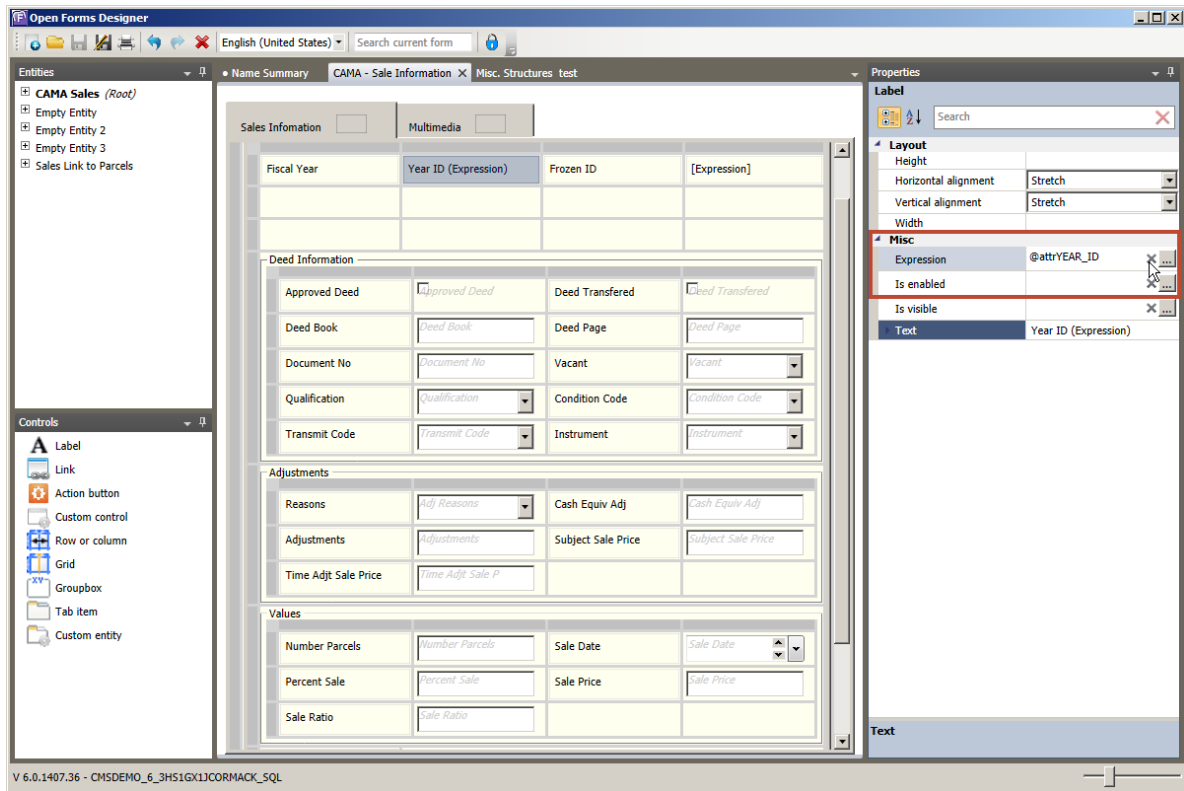 Open Forms Designer
English (United States)
Search current form
Entities
CAMA Sales (Root)
Empty Entity
Empty Entity 2
Empty Entity 3
Sales Link to Parcels
Controls
A Label
Link
Action button
Custom control
Row or column
Grid
XY
Groupbox
Tab item
Custom entity
• Name Summary CAMA - Sale Information X Misc. Structures test
Sales Infomation Multimedia
Fiscal Year Year ID (Expression) Frozen ID [Expression]
Deed Information
Approved Deed Approved Deed Deed Transfered Deed Transfered
Deed Book Deed Book Deed Page Deed Page
Document No Document No Vacant Vacant
Qualification Qualification Condition Code Condition Code
Transmit Code Transmit Code Instrument Instrument
Adjustments
Reasons Adj Reasons Cash Equiv Adj Cash Equiv Adj
Adjustments Adjustments Subject Sale Price Subject Sale Price
Time Adjt Sale Price Time Adjt Sale P
Values
Number Parcels Number Parcels Sale Date Sale Date
Percent Sale Percent Sale Sale Price Sale Price
Sale Ratio Sale Ratio
Properties
Label
Search
Layout
Height
Horizontal alignment Stretch
Vertical alignment Stretch
Width
Misc
Expression @attrYEAR_ID ...
Is enabled ...
Is visible ...
Text Year ID (Expression)
Text
V 6.0.1407.36 - CMSDEMO_6_3HS1GX1JCORMACK_SQL